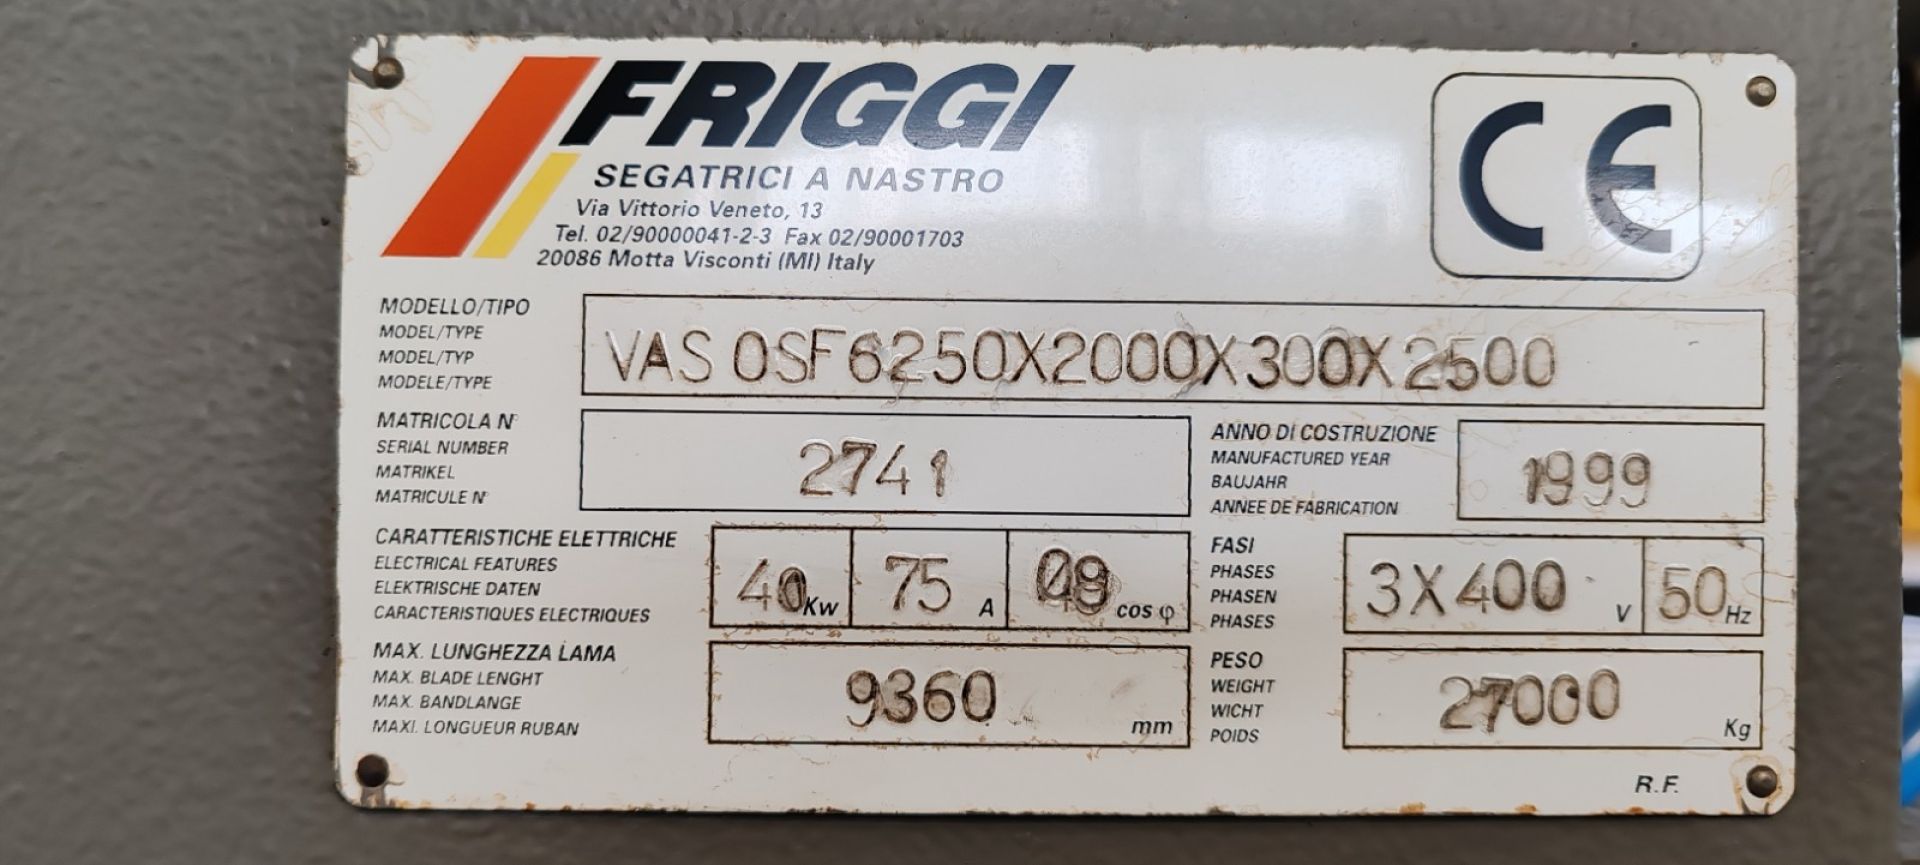 FRIGGI
SEGATRICI A NASTRO
Via Vittorio Veneto, 13
Tel. 02/90000041-2-3 Fax 02/90001703
20086 Motta Visconti (MI) Italy
CE
MODELLO/TIPO
MODEL/TYPE
MODEL/TYP
MODELE/TYPE
VAS OSF6250X2000X300X2500
MATRICOLA N°
SERIAL NUMBER
MATRIKEL
MATRICULE N°
2741
ANNO DI COSTRUZIONE
MANUFACTURED YEAR
BAUJAHR
ANNEE DE FABRICATION
1999
CARATTERISTICHE ELETTRICHE
ELECTRICAL FEATURES
ELEKTRISCHE DATEN
CARACTERISTIQUES ELECTRIQUES
40 Kw 75 A cos φ
FASI
PHASES
PHASEN
PHASES
3X400 V 50 Hz
MAX. LUNGHEZZA LAMA
MAX. BLADE LENGHT
MAX. BANDLANGE
MAXI. LONGUEUR RUBAN
9360 mm
PESO
WEIGHT
WICHT
POIDS
27000 Kg
R.F.